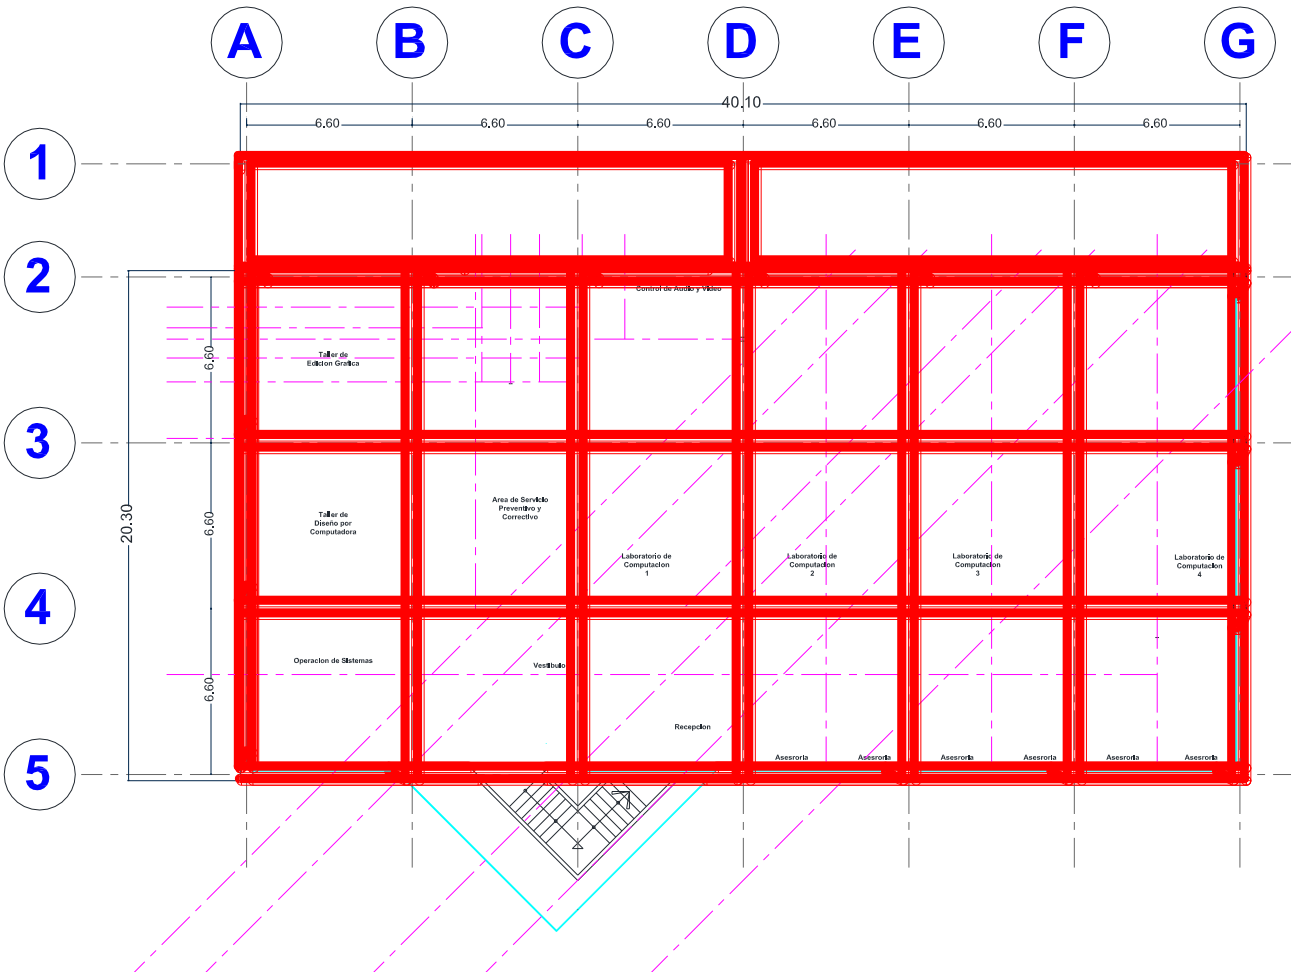 A B C D E F G
40.10
6.60 6.60 6.60 6.60 6.60 6.60
1
2
Control de Audio y Video
6.60
Taller de
Edicion Grafica
3
20.30
6.60
Taller de
Diseño por
Computadora
Area de Servicio
Preventivo y
Correctivo
Laboratorio de
Computacion
1
Laboratorio de
Computacion
2
Laboratorio de
Computacion
3
Laboratorio de
Computacion
4
4
6.60
Operacion de Sistemas
Vestibulo
Recepcion
Asesroria Asesroria Asesroria Asesroria Asesroria Asesroria
5